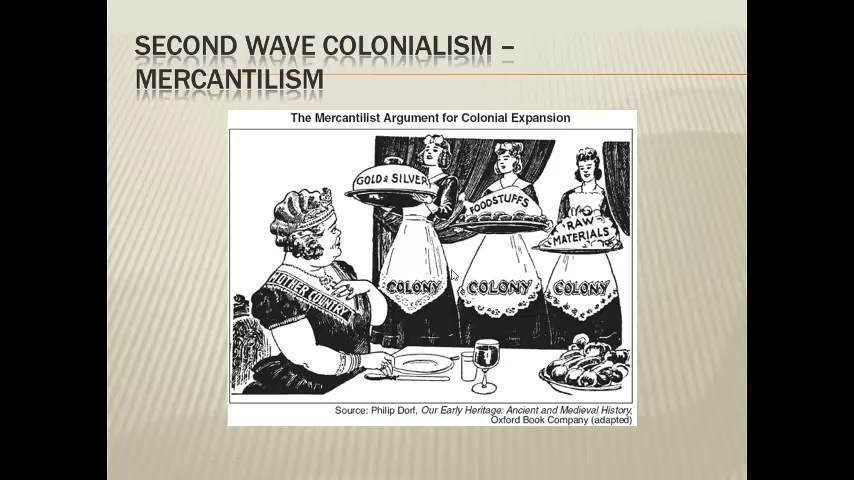 SECOND WAVE COLONIALISM –
MERCANTILISM
The Mercantilist Argument for Colonial Expansion
GOLD & SILVER
FOODSTUFFS
RAW
MATERIALS
MOTHER COUNTRY
COLONY
COLONY
COLONY
Source: Philip Dorf, Our Early Heritage: Ancient and Medieval History,
Oxford Book Company (adapted)